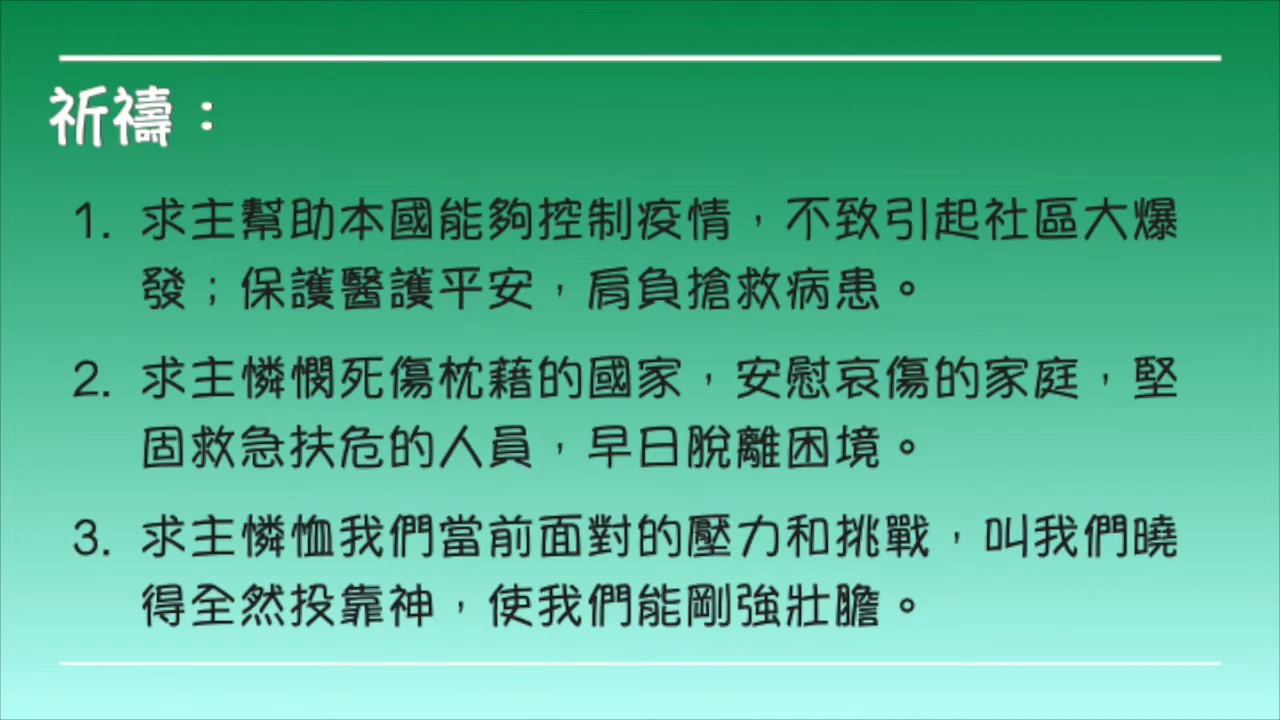 祈禱：
1. 求主幫助本國能夠控制疫情，不致引起社區大爆
發；保護醫護平安，肩負搶救病患。
2. 求主憐憫死傷枕藉的國家，安慰哀傷的家庭，堅
固救急扶危的人員，早日脫離困境。
3. 求主憐恤我們當前面對的壓力和挑戰，叫我們曉
得全然投靠神，使我們能剛強壯膽。